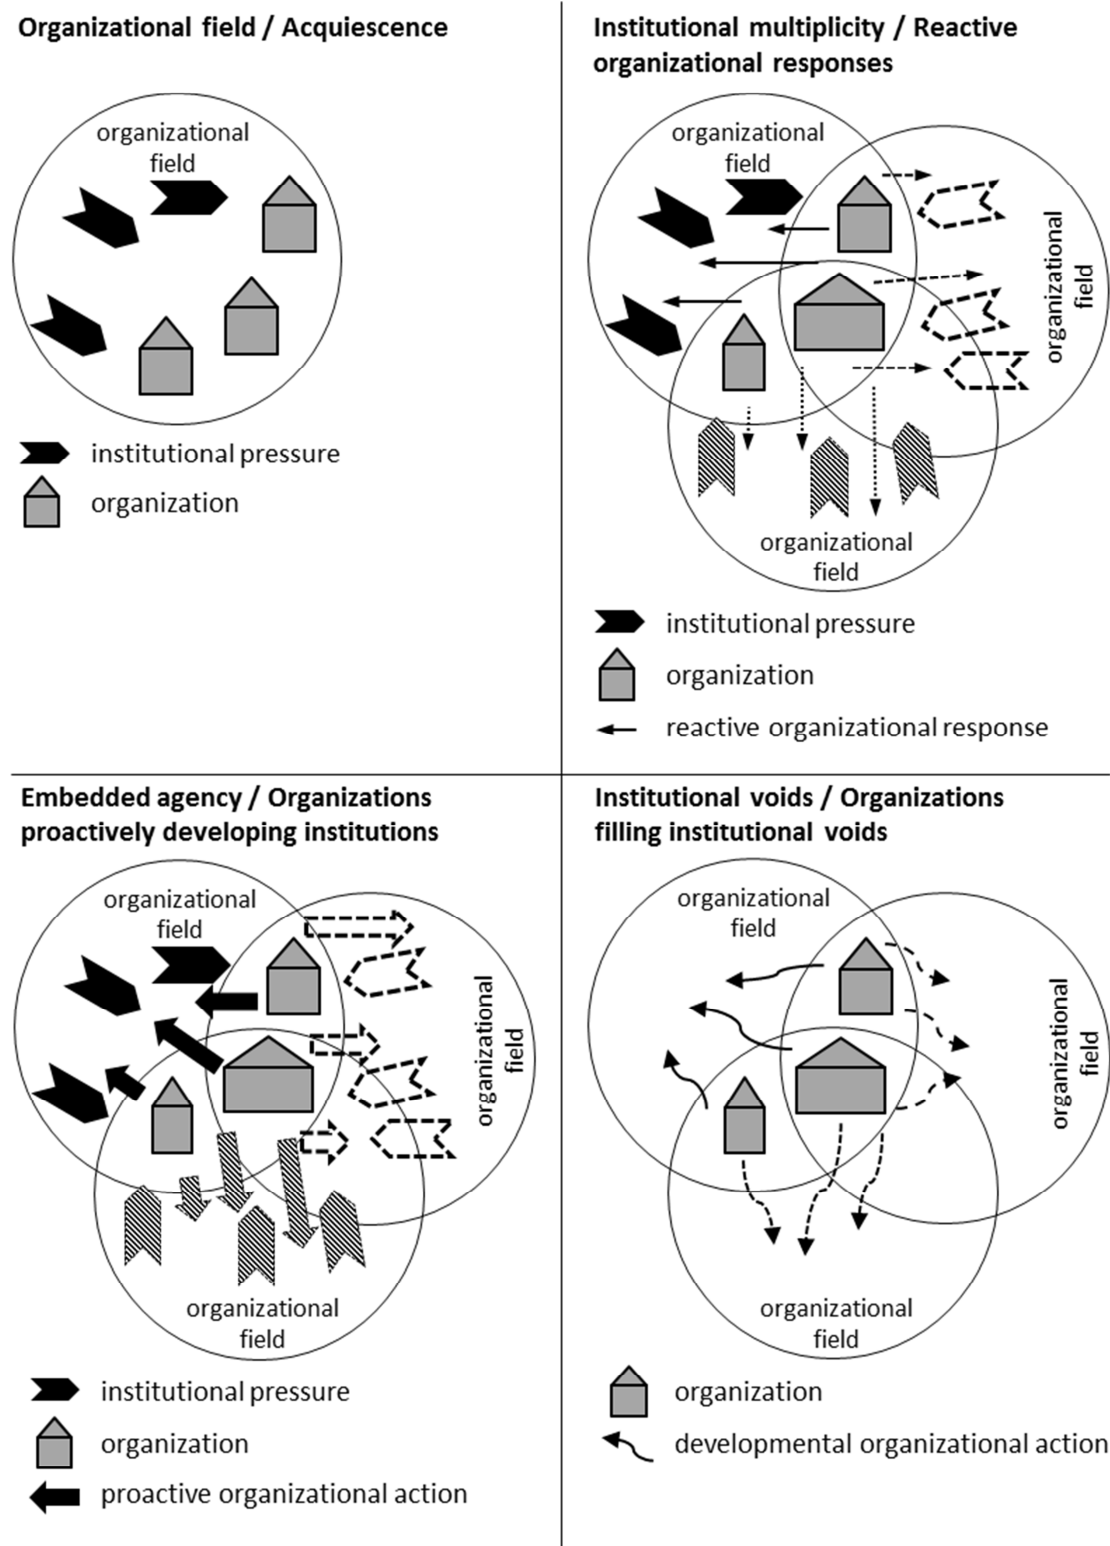 Organizational field / Acquiescence
organizational
field
institutional pressure
organization
Institutional multiplicity / Reactive
organizational responses
organizational
field
organizational
field
organizational
field
institutional pressure
organization
reactive organizational response
Embedded agency / Organizations
proactively developing institutions
organizational
field
organizational
field
organizational
field
institutional pressure
organization
proactive organizational action
Institutional voids / Organizations
filling institutional voids
organizational
field
organizational
field
organizational
field
organization
developmental organizational action